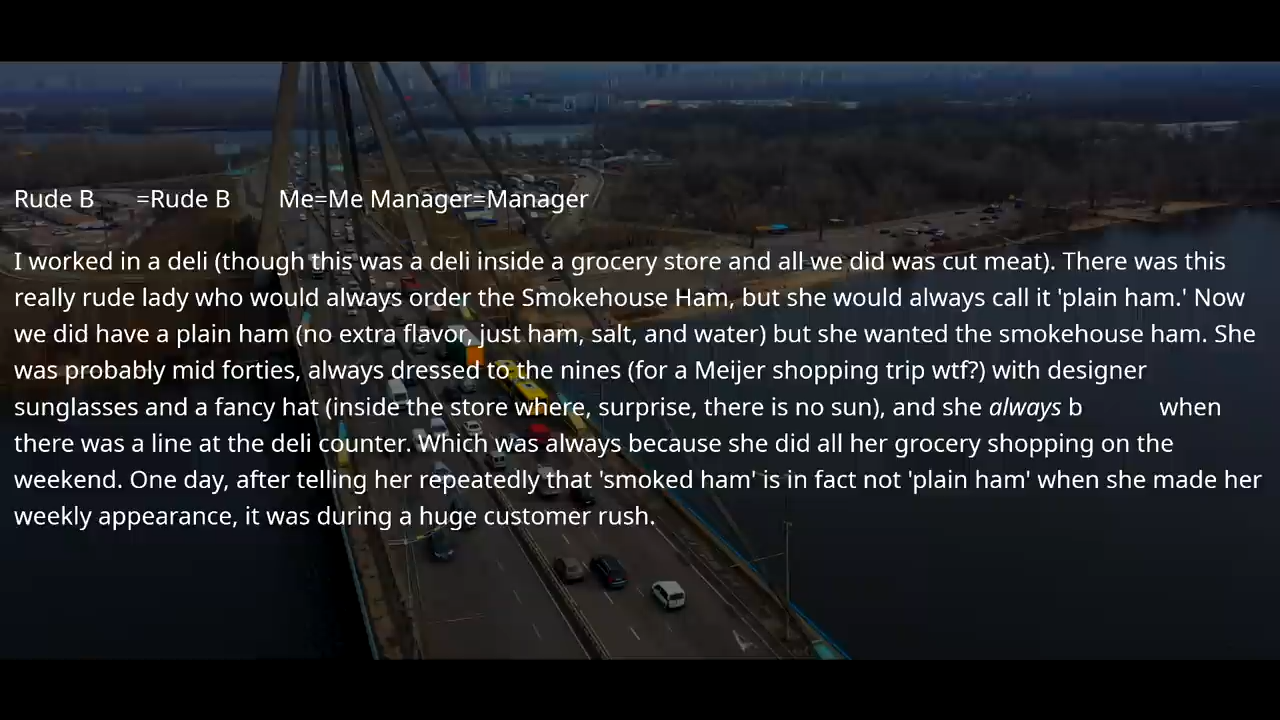 Rude B =Rude B Me=Me Manager=Manager
I worked in a deli (though this was a deli inside a grocery store and all we did was cut meat). There was this
really rude lady who would always order the Smokehouse Ham, but she would always call it 'plain ham.' Now
we did have a plain ham (no extra flavor, just ham, salt, and water) but she wanted the smokehouse ham. She
was probably mid forties, always dressed to the nines (for a Meijer shopping trip wtf?) with designer
sunglasses and a fancy hat (inside the store where, surprise, there is no sun), and she always b when
there was a line at the deli counter. Which was always because she did all her grocery shopping on the
weekend. One day, after telling her repeatedly that 'smoked ham' is in fact not 'plain ham' when she made her
weekly appearance, it was during a huge customer rush.